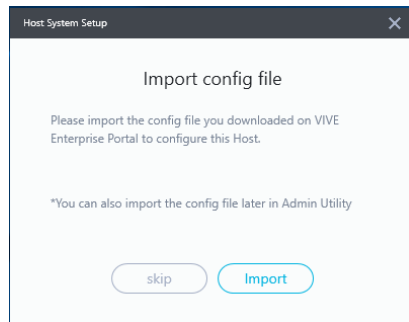 Host System Setup
Import config file
Please import the config file you downloaded on VIVE
Enterprise Portal to configure this Host.
*You can also import the config file later in Admin Utility
skip
Import